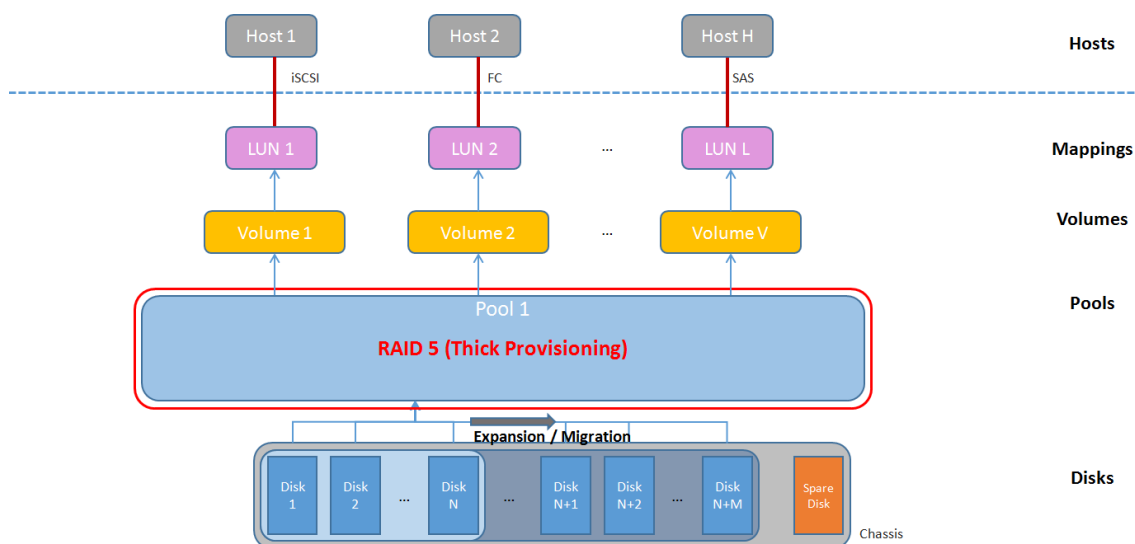 Host 1
Host 2
Host H
Hosts
iSCSI
FC
SAS
LUN 1
LUN 2
...
LUN L
Mappings
Volume 1
Volume 2
...
Volume V
Volumes
Pool 1
Pools
RAID 5 (Thick Provisioning)
Expansion / Migration
Disk
1
Disk
2
...
Disk
N
...
Disk
N+1
Disk
N+2
...
Disk
N+M
Spare
Disk
Disks
Chassis